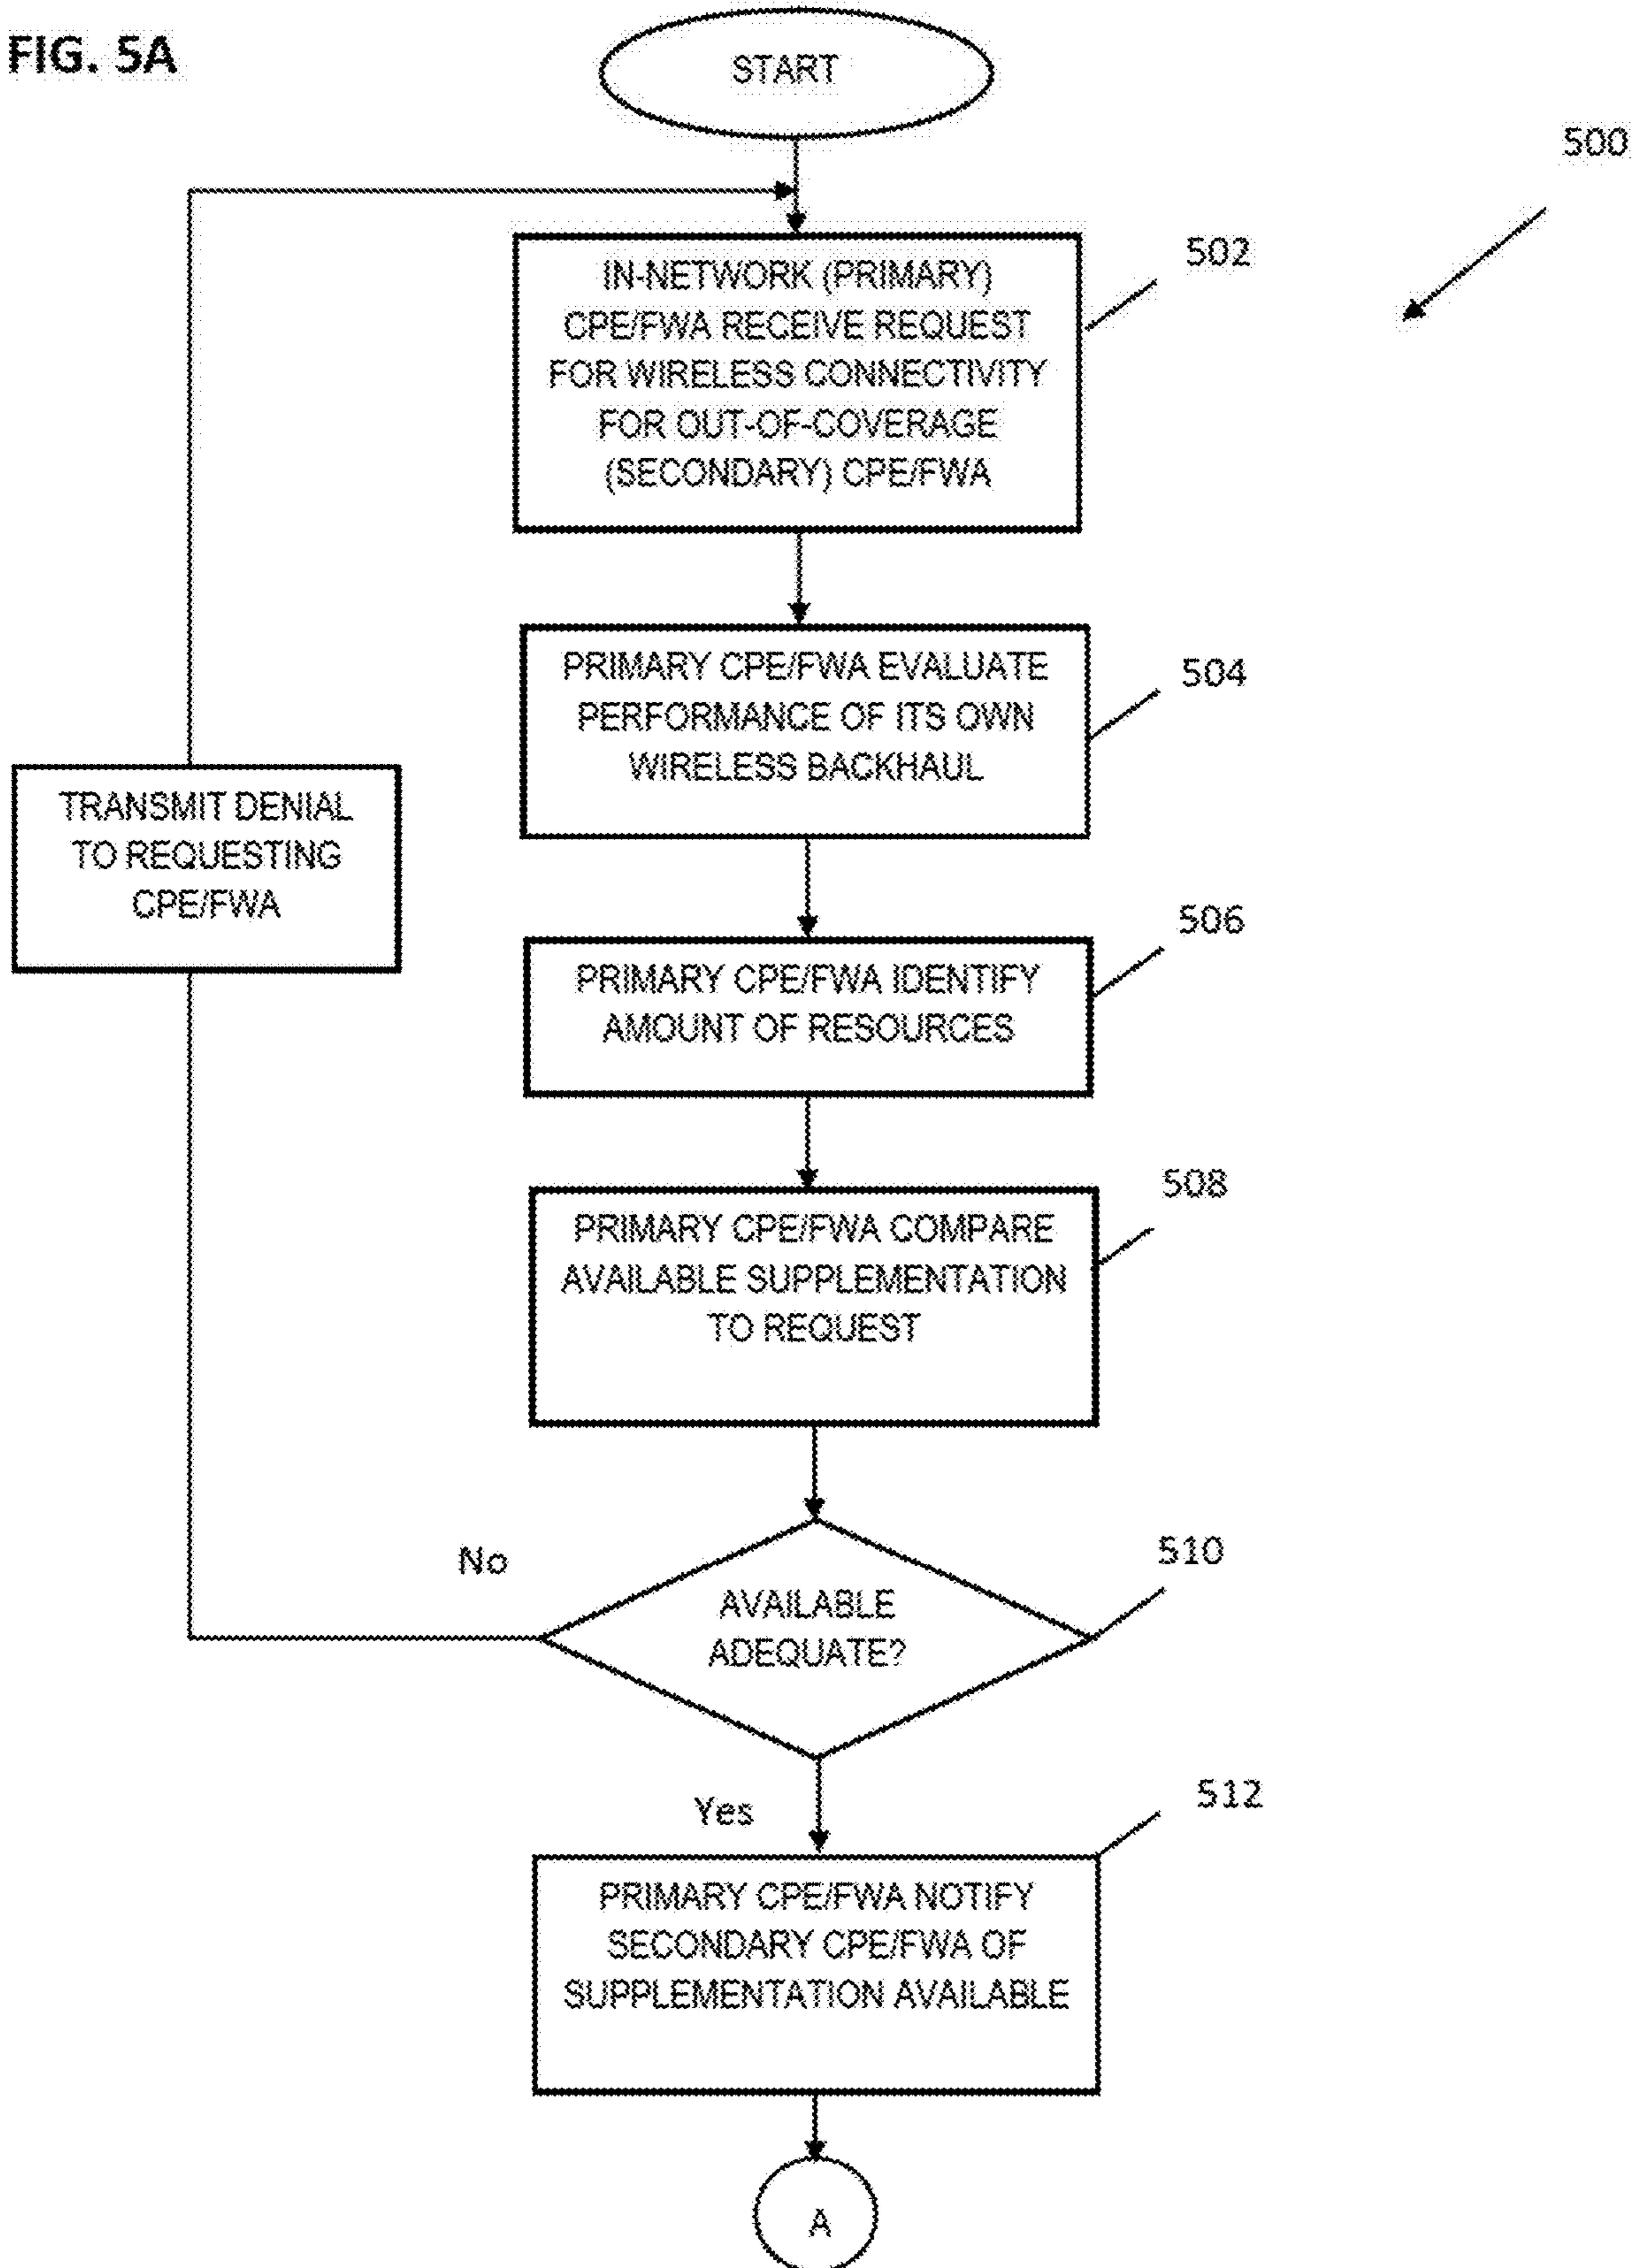 FIG. 5A
START
500
502
IN-NETWORK (PRIMARY)
CPE/FWA RECEIVE REQUEST
FOR WIRELESS CONNECTIVITY
FOR OUT-OF-COVERAGE
(SECONDARY) CPE/FWA
504
PRIMARY CPE/FWA EVALUATE
PERFORMANCE OF ITS OWN
WIRELESS BACKHAUL
TRANSMIT DENIAL
TO REQUESTING
CPE/FWA
506
PRIMARY CPE/FWA IDENTIFY
AMOUNT OF RESOURCES
508
PRIMARY CPE/FWA COMPARE
AVAILABLE SUPPLEMENTATION
TO REQUEST
No
510
AVAILABLE
ADEQUATE?
Yes
512
PRIMARY CPE/FWA NOTIFY
SECONDARY CPE/FWA OF
SUPPLEMENTATION AVAILABLE
A